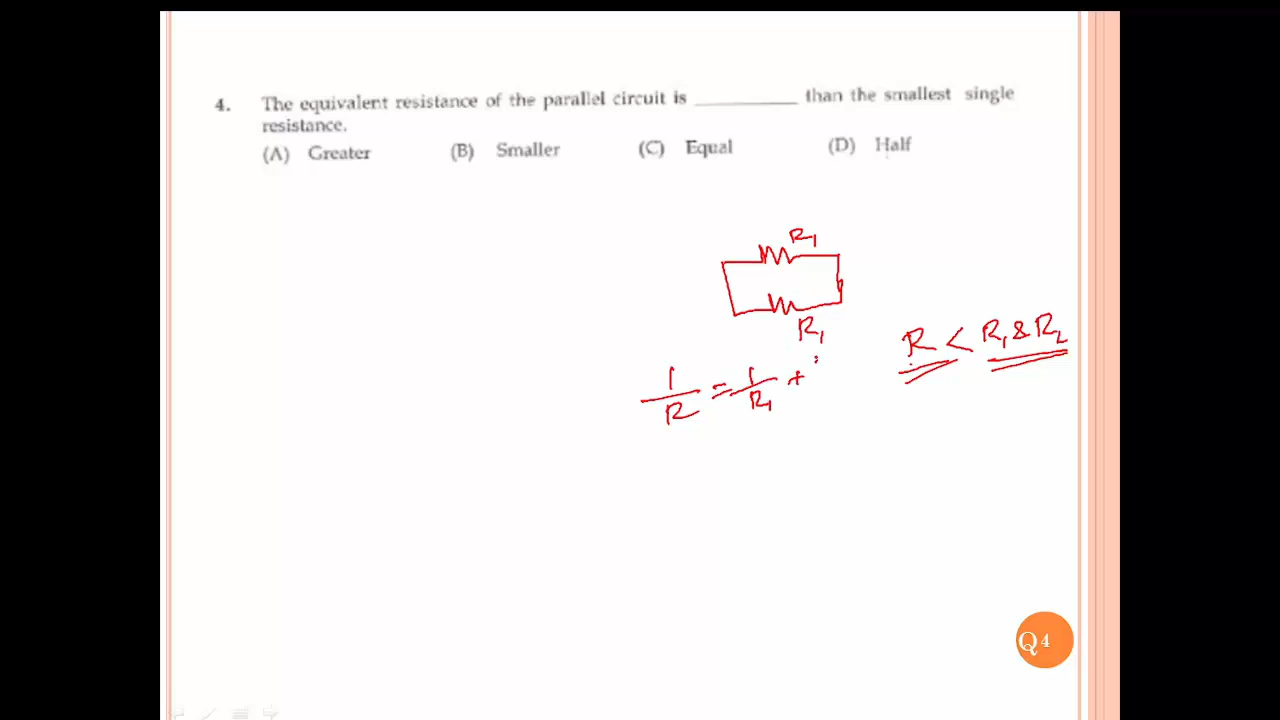 4. The equivalent resistance of the parallel circuit is __________ than the smallest single
resistance.
(A) Greater (B) Smaller (C) Equal (D) Half
R₁
R₁
1/R = 1/R₁ +
R < R₁ & R₂
Q4